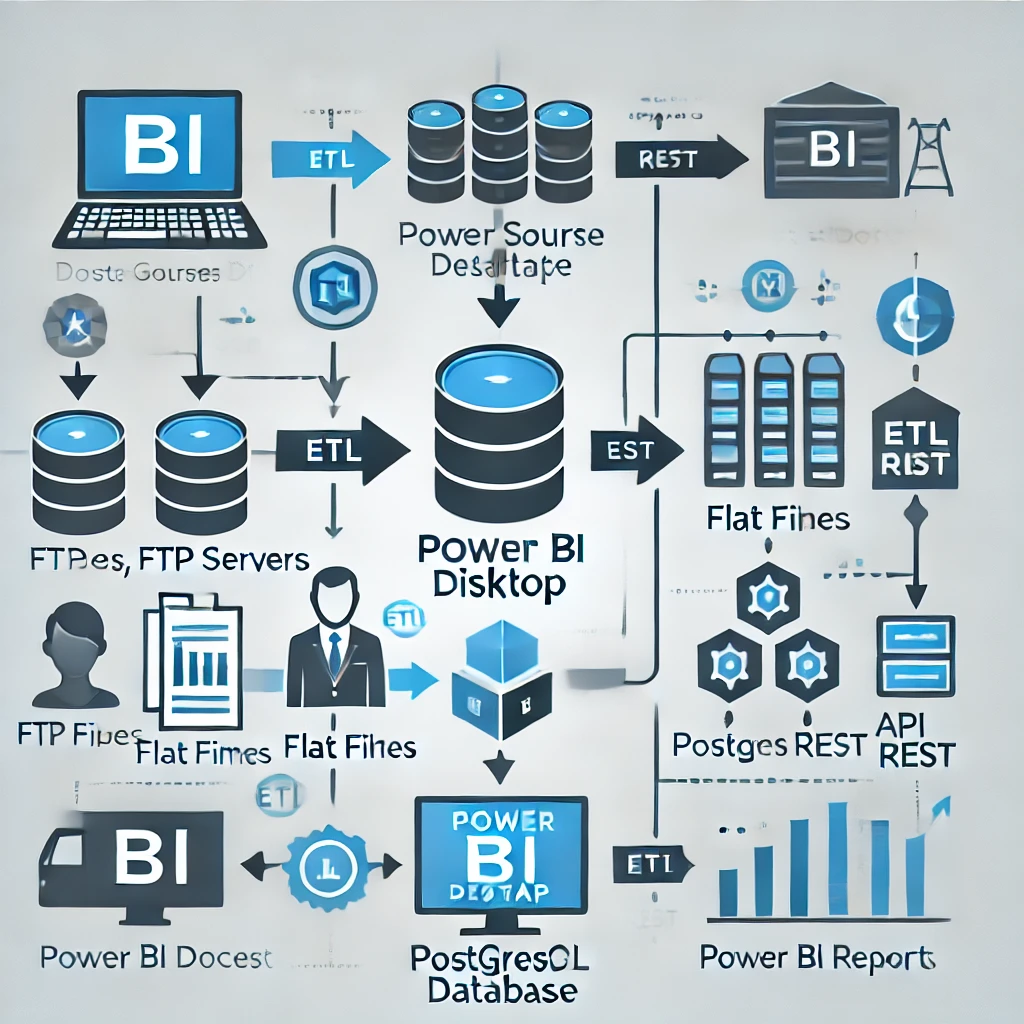 BI
ETL
REST
BI
Power Sourse
Desartape
Doste Gourses
ETL
EST
ETL
RIST
Flat Fihes
FTPes, FTP Servers
Power BI
Disktop
ETL
FTP Fipes
Flat Fimes
Flat Fihes
Postgres REST
API
REST
ETL
BI
POWER
BI
DESTAP
ETL
Power BI Docest
PostGresOL
Database
Power BI Reports